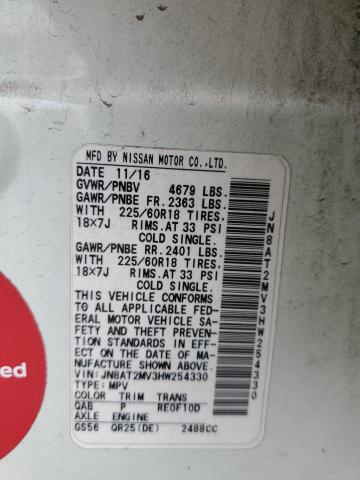 MFD BY NISSAN MOTOR CO.,LTD.
DATE 11/16
GVWR/PNBV 4679 LBS.
GAWR/PNBE FR.2363 LBS.
WITH 225/60R18 TIRES,
18X7J RIMS.AT 33 PSI
COLD SINGLE.
GAWR/PNBE RR.2401 LBS.
WITH 225/60R18 TIRES,
18X7J RIMS.AT 33 PSI
COLD SINGLE.
THIS VEHICLE CONFORMS
TO ALL APPLICABLE FED-
ERAL MOTOR VEHICLE SA-
FETY AND THEFT PREVEN-
TION STANDARDS IN EFF-
ECT ON THE DATE OF MA-
NUFACTURE SHOWN ABOVE.
VIN:JN8AT2MV3HW254330
TYPE:MPV
COLOR TRIM TRANS
QAB P RE0F10D
AXLE ENGINE
GS56 QR25(DE) 2488CC
JN8AT2MV3HW254330
ed